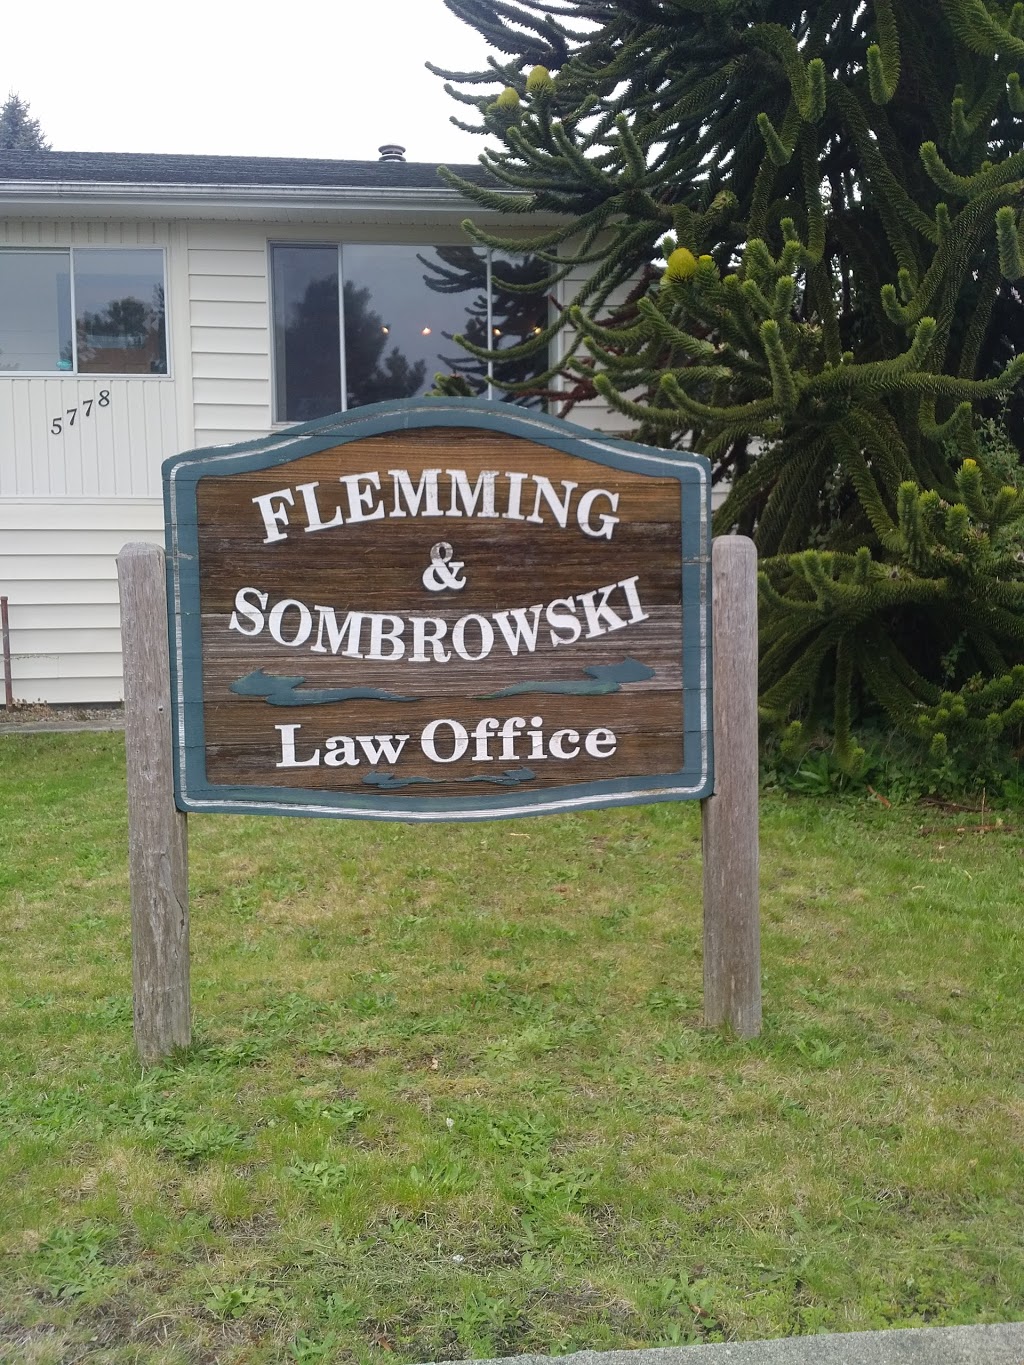 5778
FLEMMING
&
SOMBROWSKI
Law Office